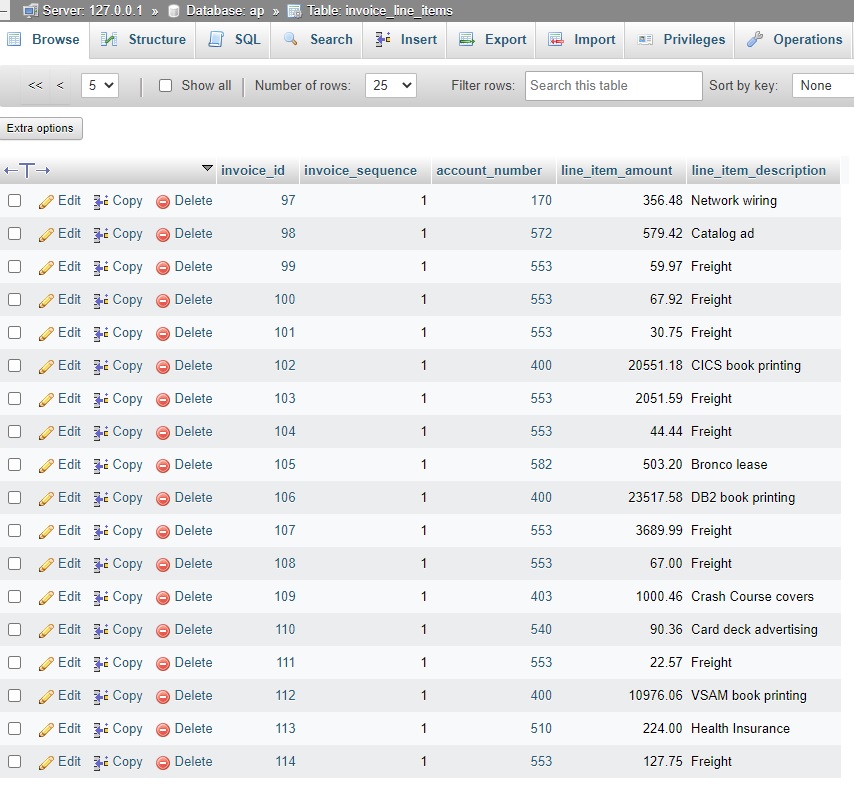 Server: 127.0.0.1 » Database: ap » Table: invoice_line_items
Browse Structure SQL Search Insert Export Import Privileges Operations
<< < 5 Show all Number of rows: 25 Filter rows: Search this table Sort by key: None
Extra options
←T→ invoice_id invoice_sequence account_number line_item_amount line_item_description
Edit Copy Delete 97 1 170 356.48 Network wiring
Edit Copy Delete 98 1 572 579.42 Catalog ad
Edit Copy Delete 99 1 553 59.97 Freight
Edit Copy Delete 100 1 553 67.92 Freight
Edit Copy Delete 101 1 553 30.75 Freight
Edit Copy Delete 102 1 400 20551.18 CICS book printing
Edit Copy Delete 103 1 553 2051.59 Freight
Edit Copy Delete 104 1 553 44.44 Freight
Edit Copy Delete 105 1 582 503.20 Bronco lease
Edit Copy Delete 106 1 400 23517.58 DB2 book printing
Edit Copy Delete 107 1 553 3689.99 Freight
Edit Copy Delete 108 1 553 67.00 Freight
Edit Copy Delete 109 1 403 1000.46 Crash Course covers
Edit Copy Delete 110 1 540 90.36 Card deck advertising
Edit Copy Delete 111 1 553 22.57 Freight
Edit Copy Delete 112 1 400 10976.06 VSAM book printing
Edit Copy Delete 113 1 510 224.00 Health Insurance
Edit Copy Delete 114 1 553 127.75 Freight